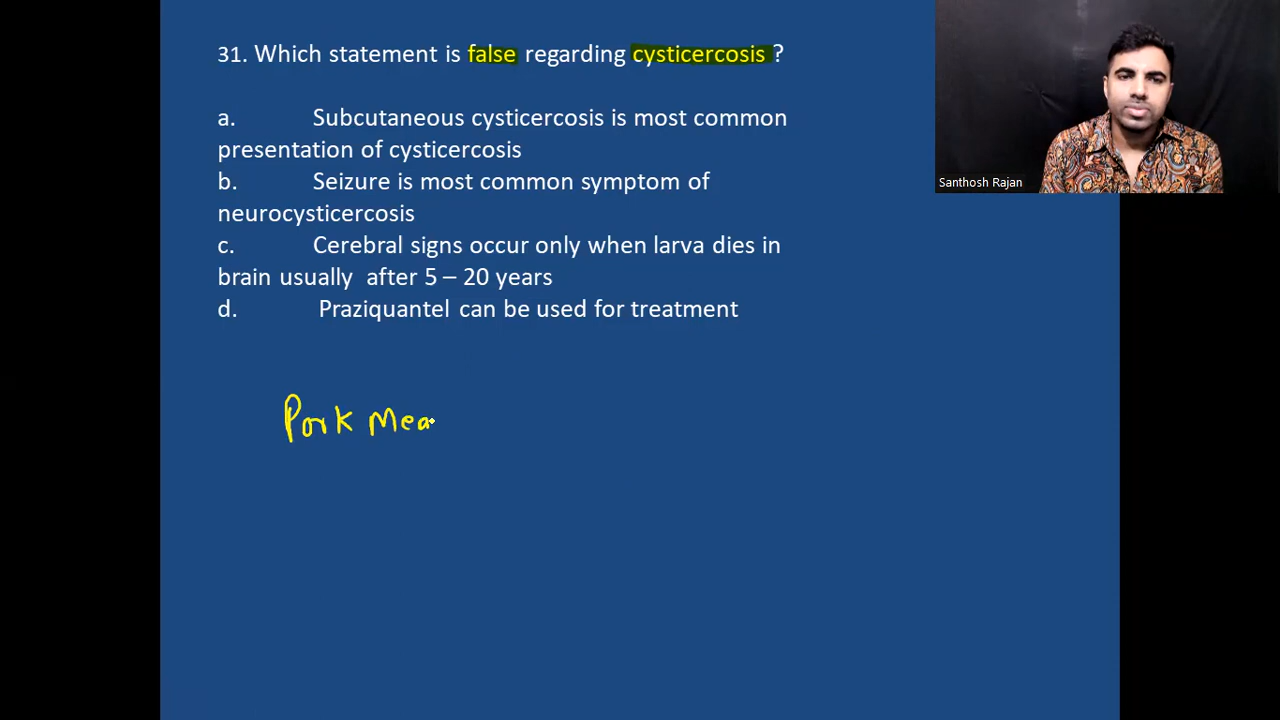 31. Which statement is false regarding cysticercosis ?
a. Subcutaneous cysticercosis is most common
presentation of cysticercosis
b. Seizure is most common symptom of
neurocysticercosis
c. Cerebral signs occur only when larva dies in
brain usually after 5 – 20 years
d. Praziquantel can be used for treatment
Pork Mea
Santhosh Rajan